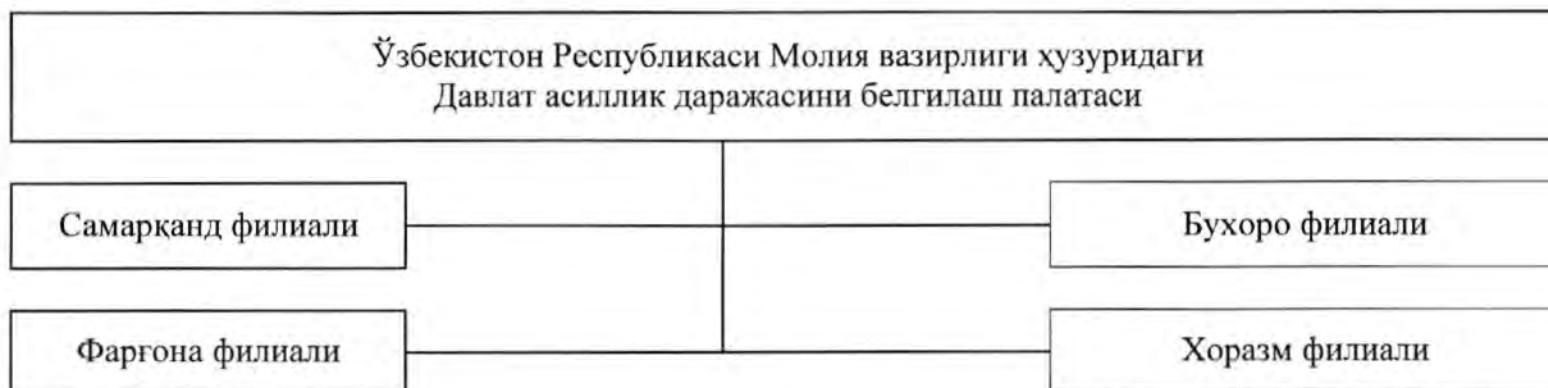 Ўзбекистон Республикаси Молия вазирлиги ҳузуридаги
Давлат асиллик даражасини белгилаш палатаси
Самарқанд филиали
Бухоро филиали
Фарғона филиали
Хоразм филиали